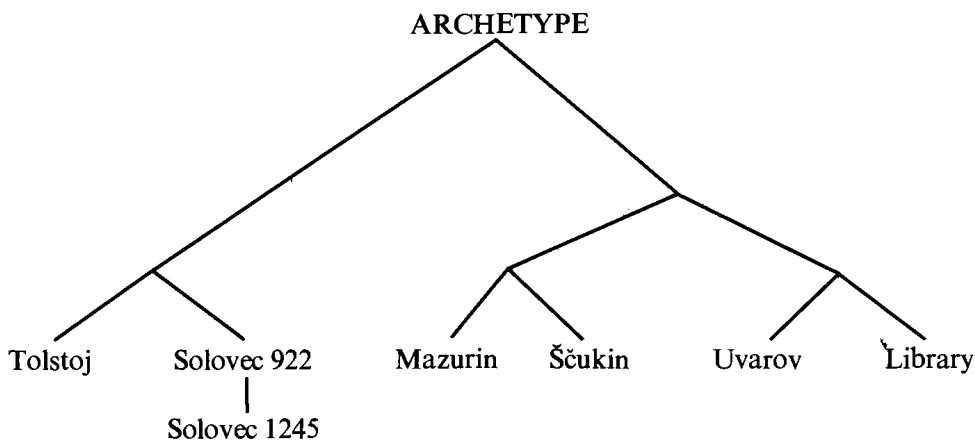 ARCHETYPE
Tolstoj Solovec 922 Mazurin Ščukin Uvarov Library
Solovec 1245